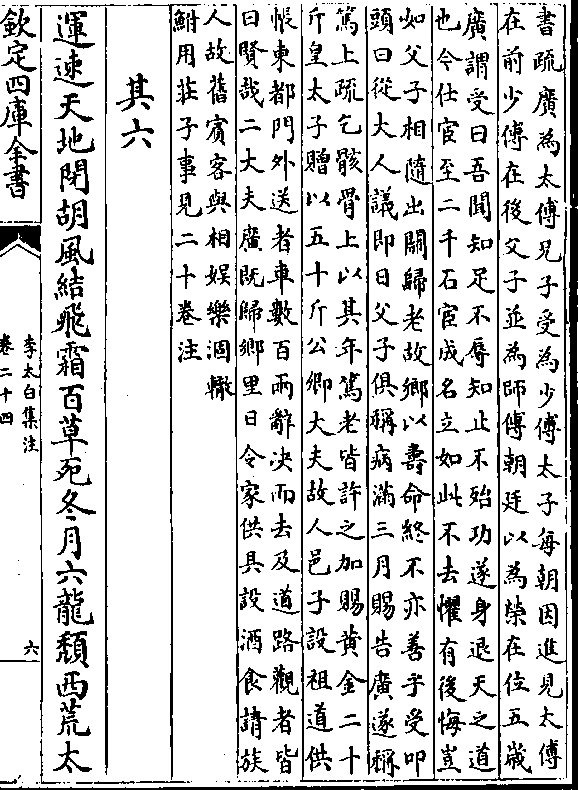 書疏廣為太傅兄子受為少傅太子每朝因進見太傅
在前少傅在後父子並為師傅朝廷以為榮在位五歲
廣謂受曰吾聞知足不辱知止不殆功遂身退天之道
也今仕宦至二千石宦成名立如此不去懼有後悔豈
如父子相隨出關歸老故鄉以壽命終不亦善乎受叩
頭曰從大人議即日父子俱稱病滿三月賜告廣遂稱
篤上疏乞骸骨上以其年篤老皆許之加賜黄金二十
斤皇太子贈以五十斤公卿大夫故人邑子設祖道供
帳東都門外送者車數百兩辭决而去及道路觀者皆
曰賢哉二大夫廣既歸鄉里日令家供具設酒食請族
人故舊賓客與相娱樂涸轍
鮒用莊子事見二十卷注
其六
運速天地閉胡風結飛霜百草死冬月六龍頹西荒太
欽定四庫全書
李太白集注
卷二十四
六